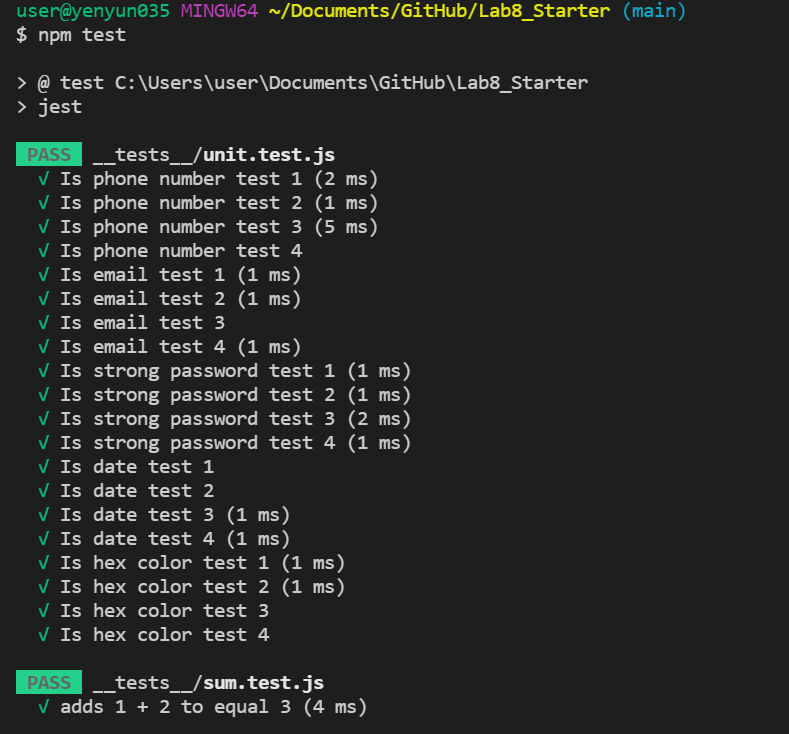 user@yenyun035 MINGW64 ~/Documents/GitHub/Lab8_Starter (main)
$ npm test
> @ test C:\Users\user\Documents\GitHub\Lab8_Starter
> jest
PASS __tests__/unit.test.js
√ Is phone number test 1 (2 ms)
√ Is phone number test 2 (1 ms)
√ Is phone number test 3 (5 ms)
√ Is phone number test 4
√ Is email test 1 (1 ms)
√ Is email test 2 (1 ms)
√ Is email test 3
√ Is email test 4 (1 ms)
√ Is strong password test 1 (1 ms)
√ Is strong password test 2 (1 ms)
√ Is strong password test 3 (2 ms)
√ Is strong password test 4 (1 ms)
√ Is date test 1
√ Is date test 2
√ Is date test 3 (1 ms)
√ Is date test 4 (1 ms)
√ Is hex color test 1 (1 ms)
√ Is hex color test 2 (1 ms)
√ Is hex color test 3
√ Is hex color test 4
PASS __tests__/sum.test.js
√ adds 1 + 2 to equal 3 (4 ms)